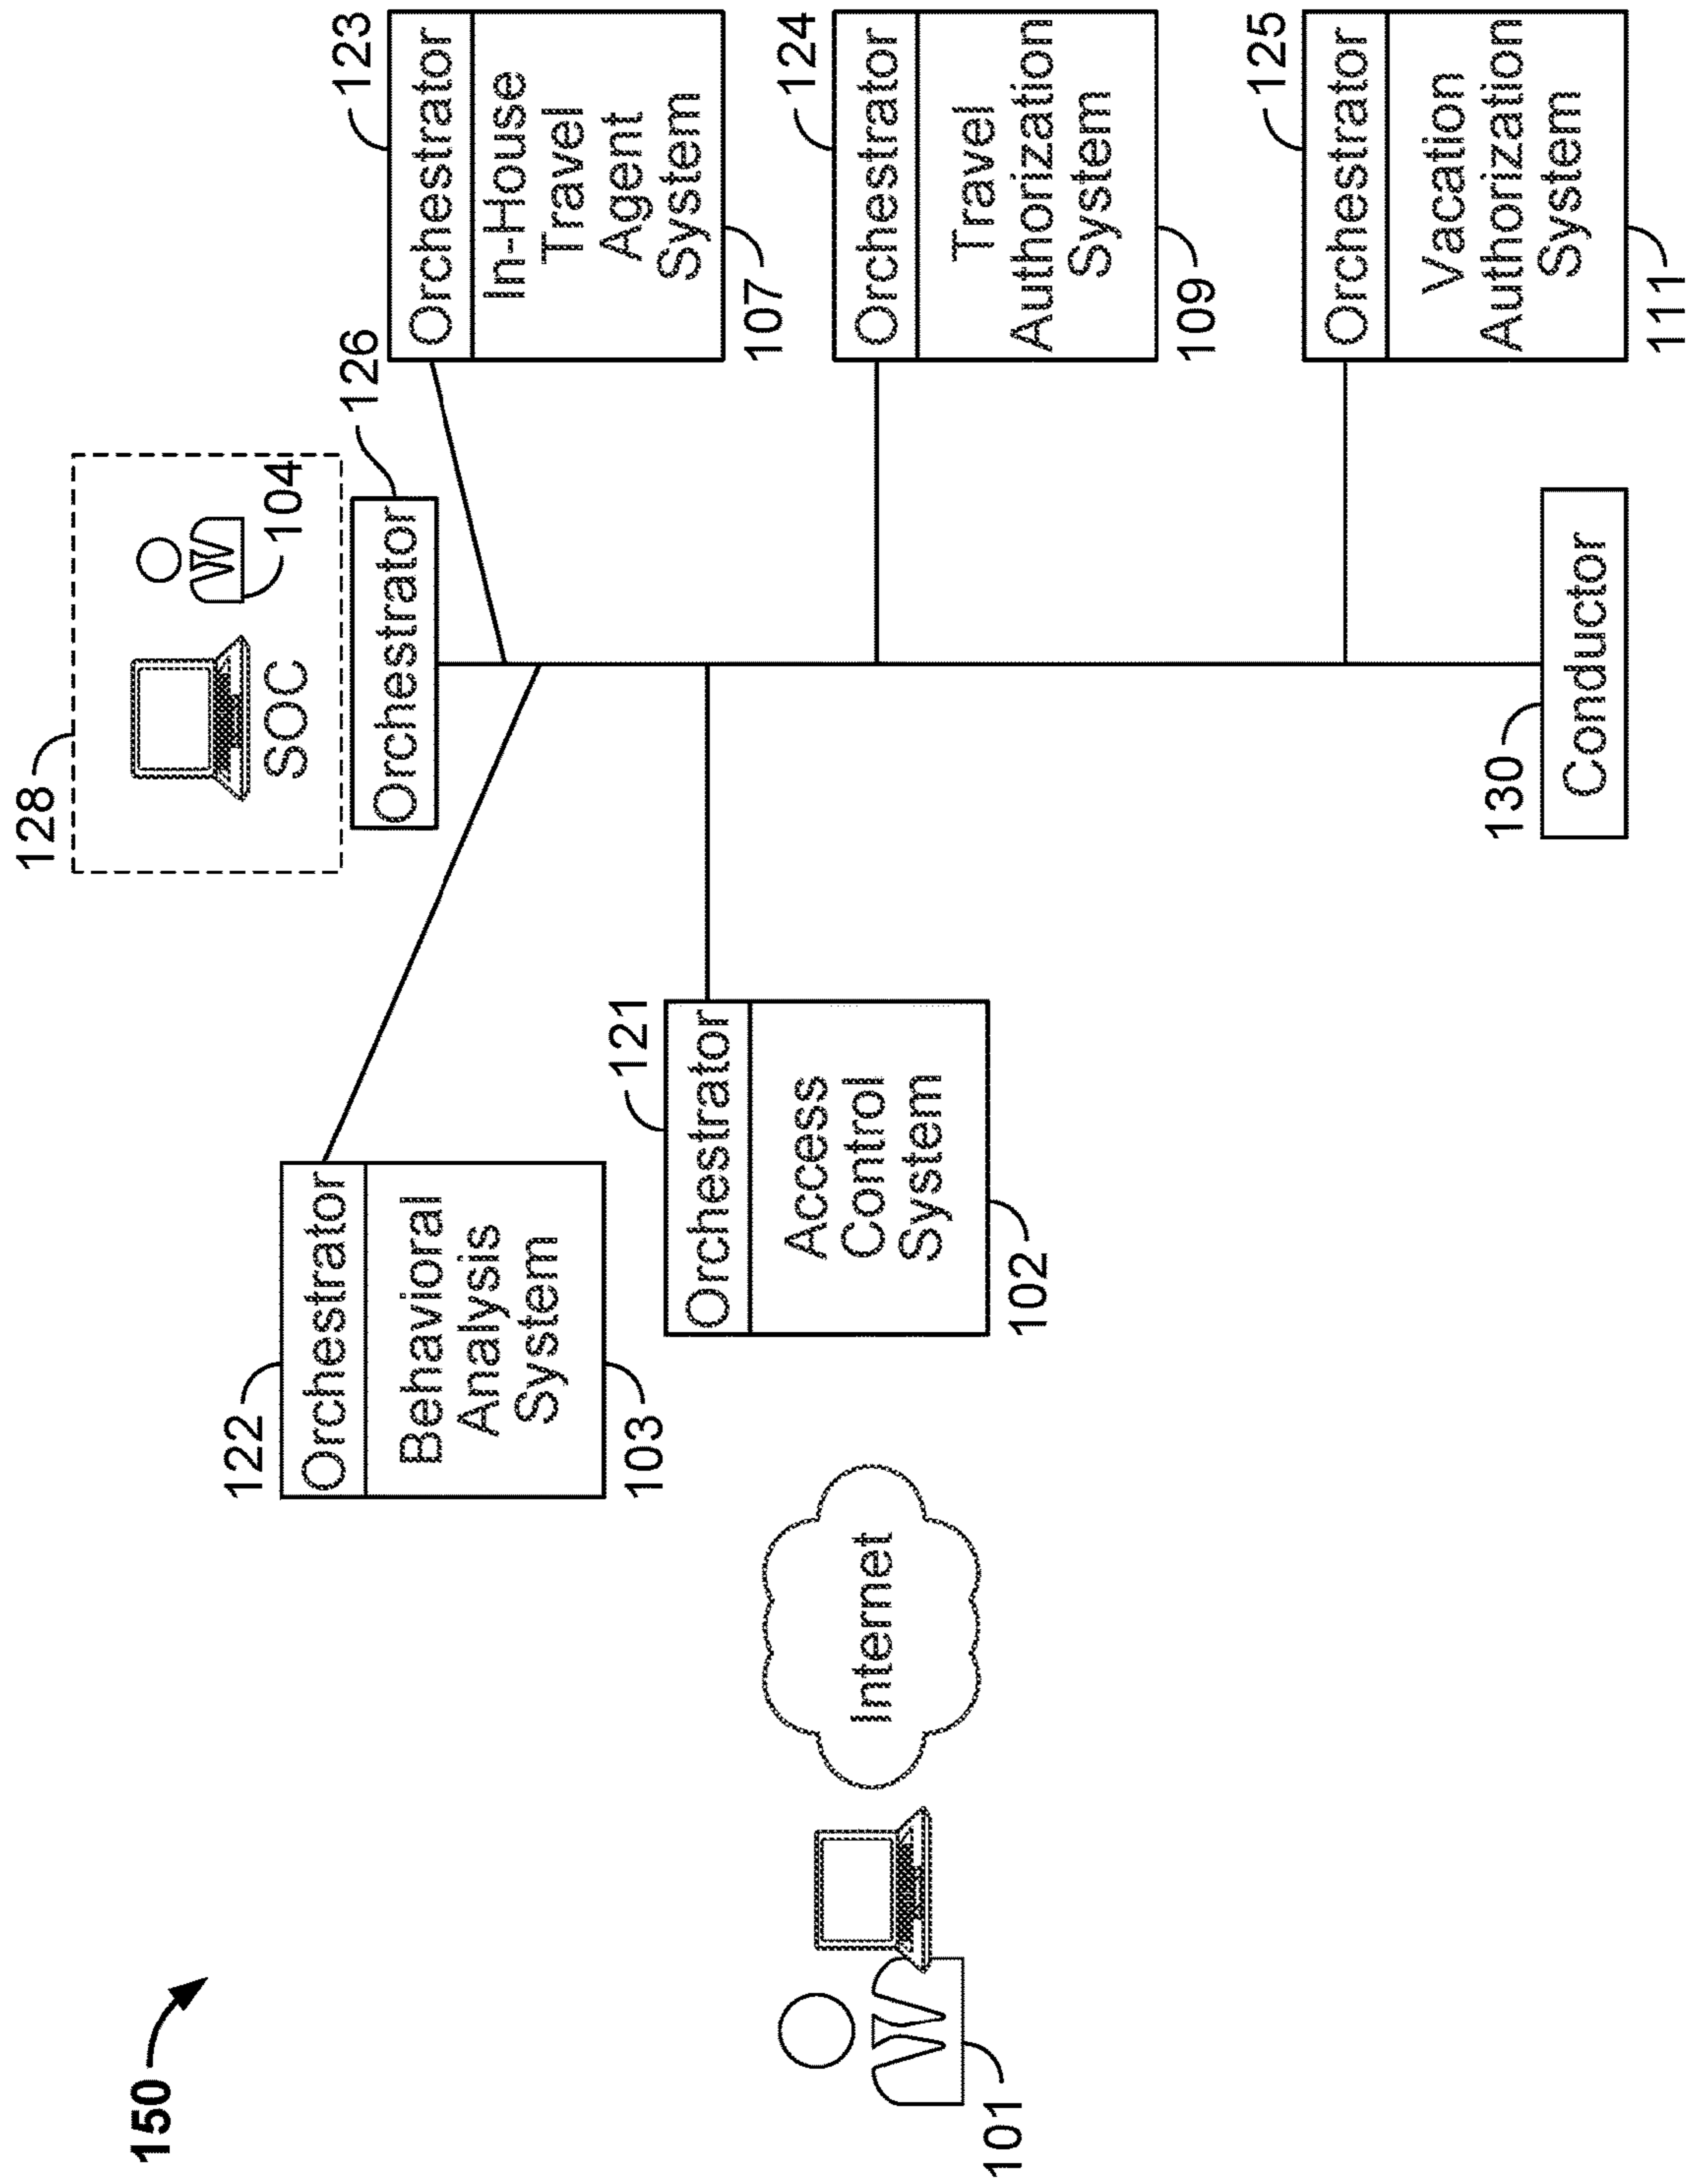 150
128
SOC
104
Orchestrator
126
122
Orchestrator
Behavioral
Analysis
System
103
123
Orchestrator
In-House
Travel
Agent
System
107
121
Orchestrator
Access
Control
System
102
124
Orchestrator
Travel
Authorization
System
109
Internet
101
125
Orchestrator
Vacation
Authorization
System
111
130
Conductor